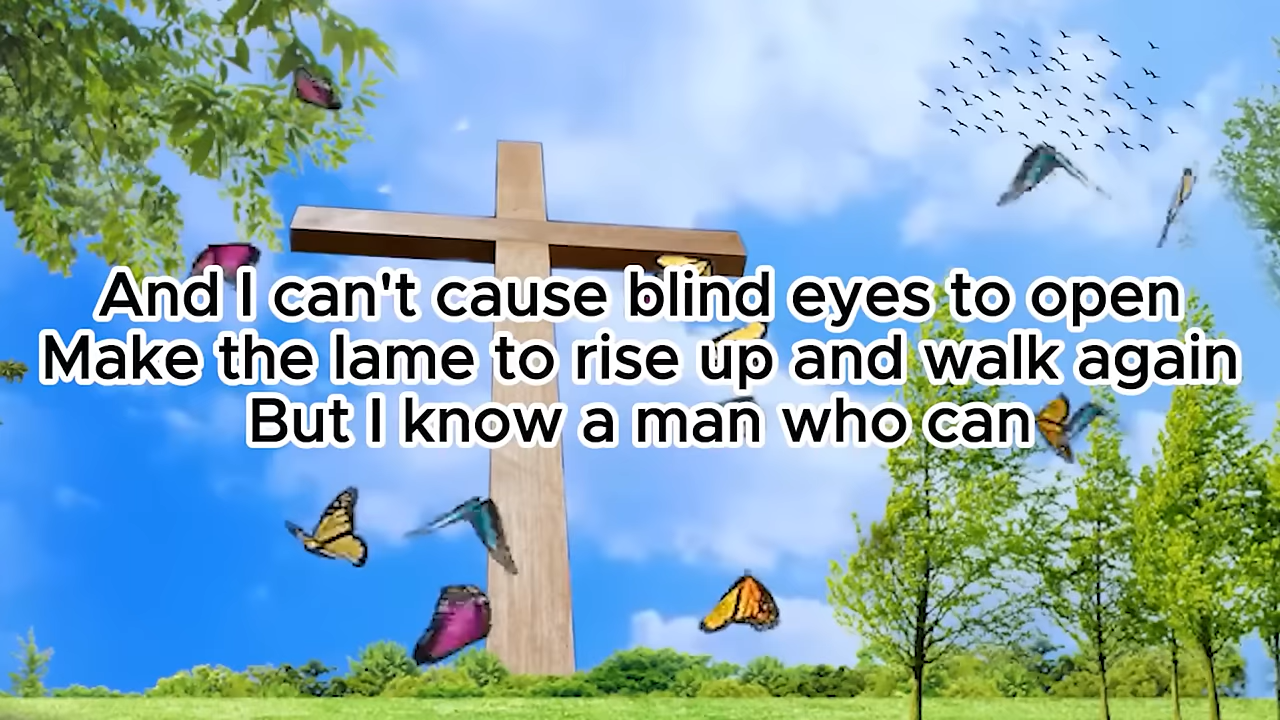 And I can't cause blind eyes to open
Make the lame to rise up and walk again
But I know a man who can